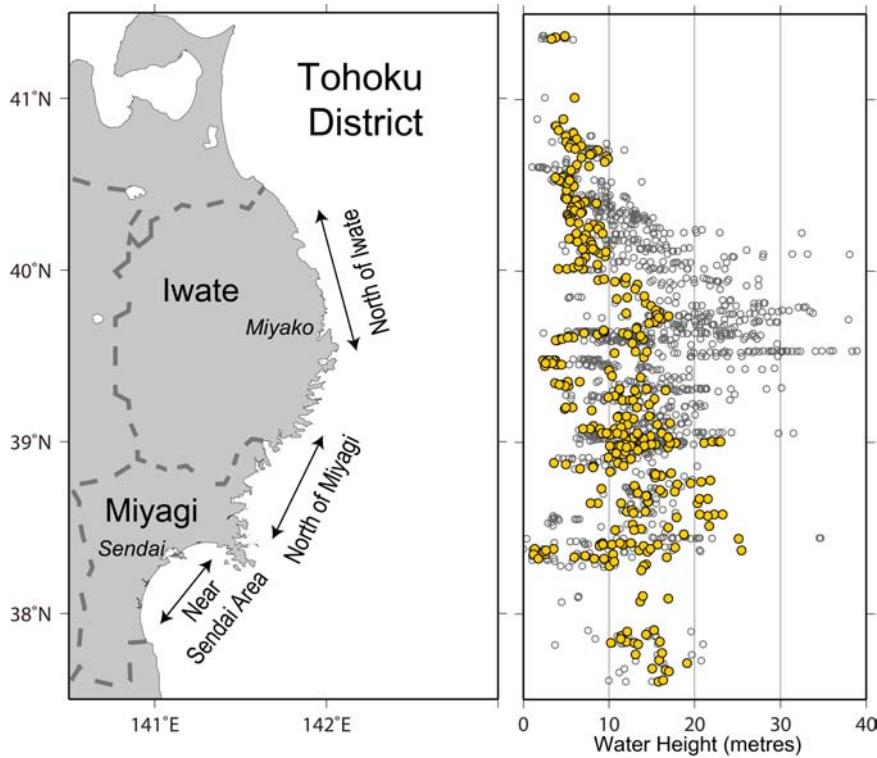 Tohoku
District
41°N
40°N
39°N
38°N
Iwate
Miyako
North of Iwate
Miyagi
Sendai
North of Miyagi
Near
Sendai Area
141°E
142°E
0
10
20
30
40
Water Height (metres)